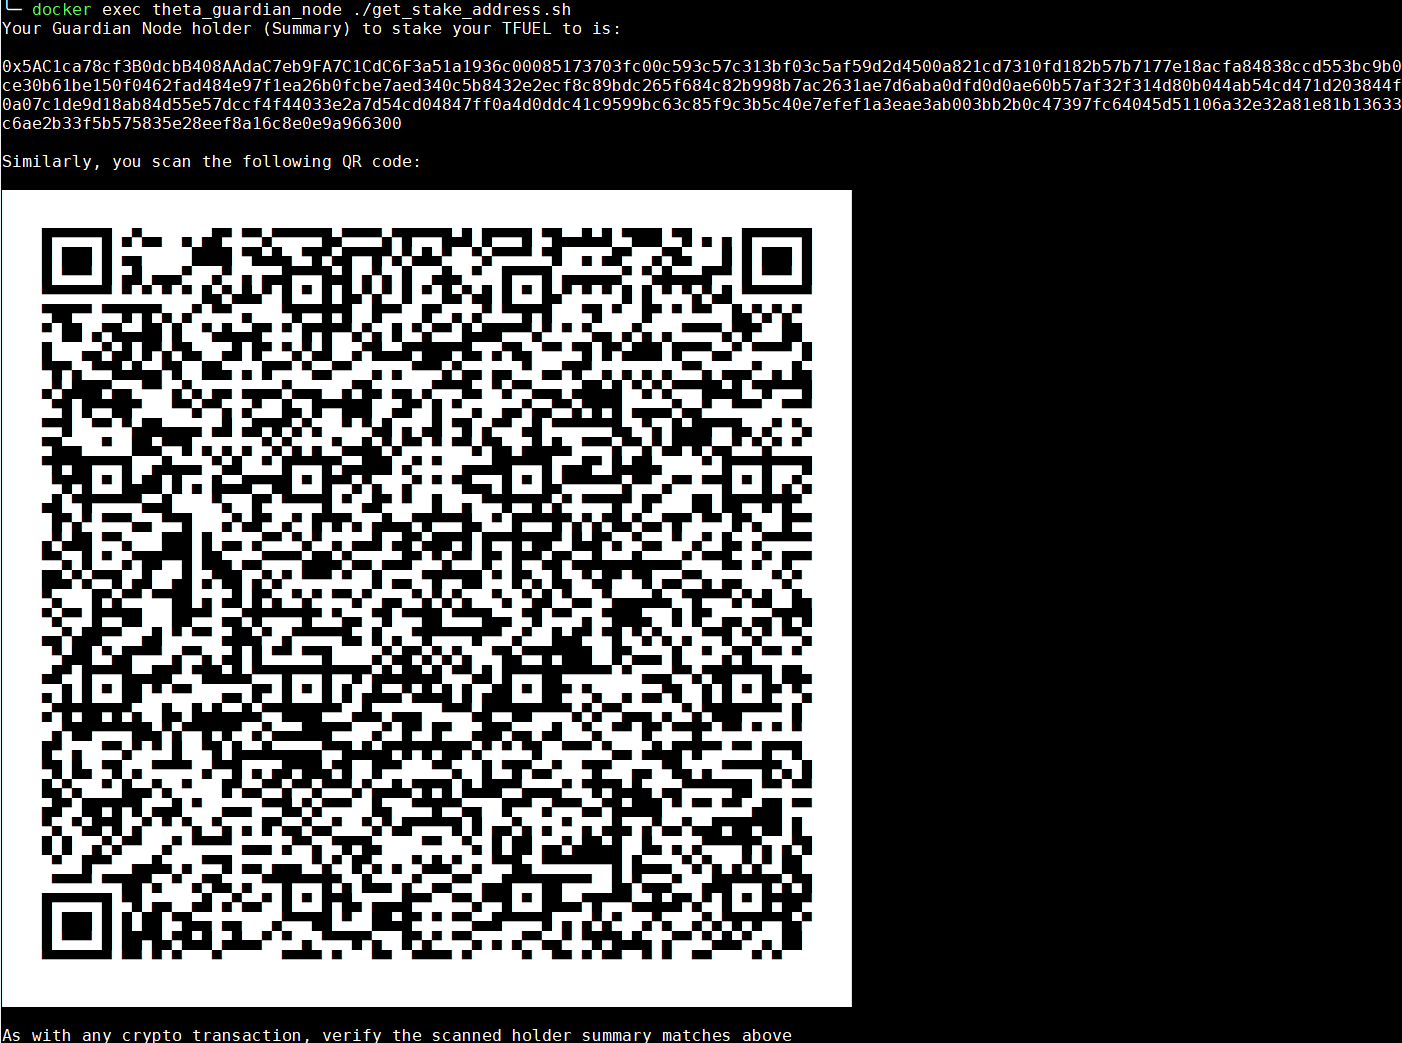 ╰─ docker exec theta_guardian_node ./get_stake_address.sh
Your Guardian Node holder (Summary) to stake your TFUEL to is:
0x5AC1ca78cf3B0dcbB408AAdaC7eb9FA7C1CdC6F3a51a1936c00085173703fc00c593c57c313bf03c5af59d2d4500a821cd7310fd182b57b7177e18acfa84838ccd553bc9b0
ce30b61be150f0462fad484e97f1ea26b0fcbe7aed340c5b8432e2ecf8c89bdc265f684c82b998b7ac2631ae7d6aba0dfd0d0ae60b57af32f314d80b044ab54cd471d203844f
0a07c1de9d18ab84d55e57dccf4f44033e2a7d54cd04847ff0a4d0ddc41c9599bc63c85f9c3b5c40e7efef1a3eae3ab003bb2b0c47397fc64045d51106a32e32a81e81b13633
c6ae2b33f5b575835e28eef8a16c8e0e9a966300
Similarly, you scan the following QR code:
As with any crypto transaction, verify the scanned holder summary matches above